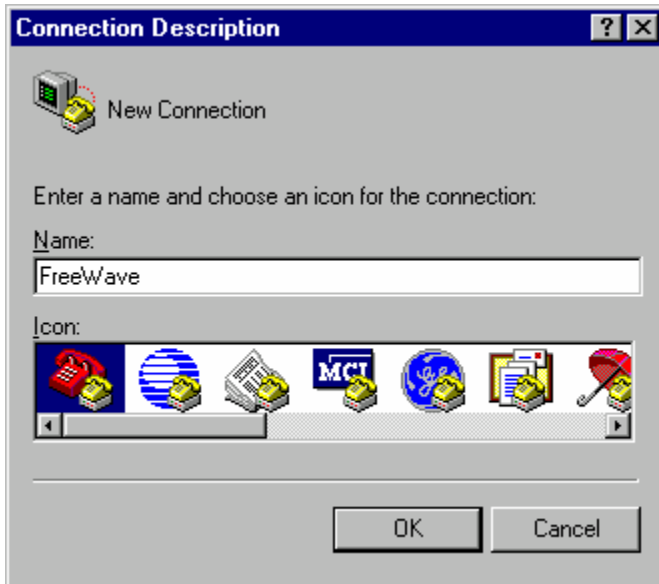 Connection Description
New Connection
Enter a name and choose an icon for the connection:
Name:
FreeWave
Icon:
MCI
OK Cancel